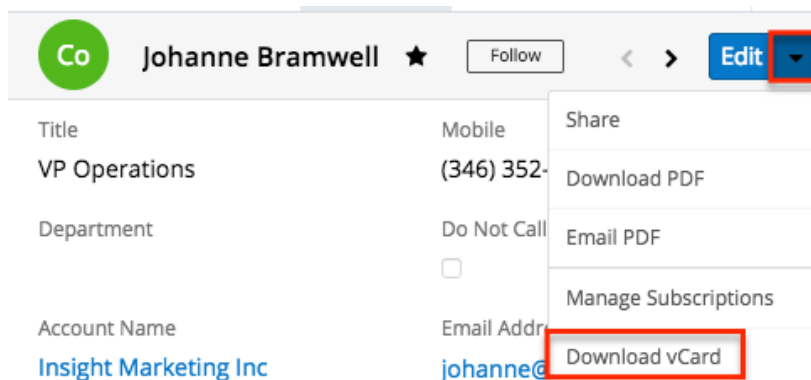 Co Johanne Bramwell ★ Follow < > Edit
Title
VP Operations
Mobile
(346) 352-
Department
Do Not Call
Account Name
Insight Marketing Inc
Email Addr
johanne@
Share
Download PDF
Email PDF
Manage Subscriptions
Download vCard